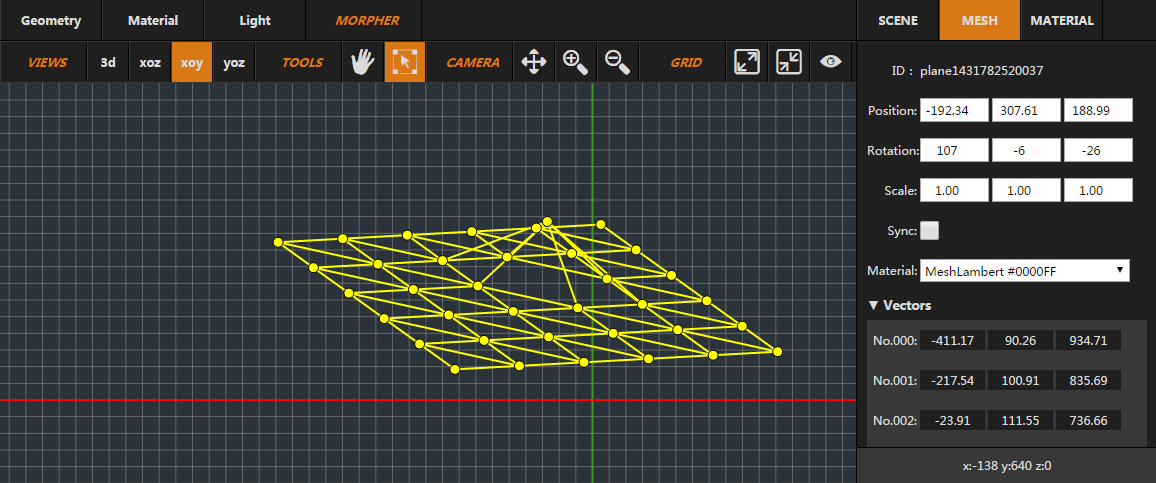 Geometry Material Light MORPHER SCENE MESH MATERIAL
VIEWS 3d xoz xoy yoz TOOLS CAMERA GRID
ID : plane1431782520037
Position: -192.34 307.61 188.99
Rotation: 107 -6 -26
Scale: 1.00 1.00 1.00
Sync:
Material: MeshLambert #0000FF
▼ Vectors
No.000: -411.17 90.26 934.71
No.001: -217.54 100.91 835.69
No.002: -23.91 111.55 736.66
x:-138 y:640 z:0